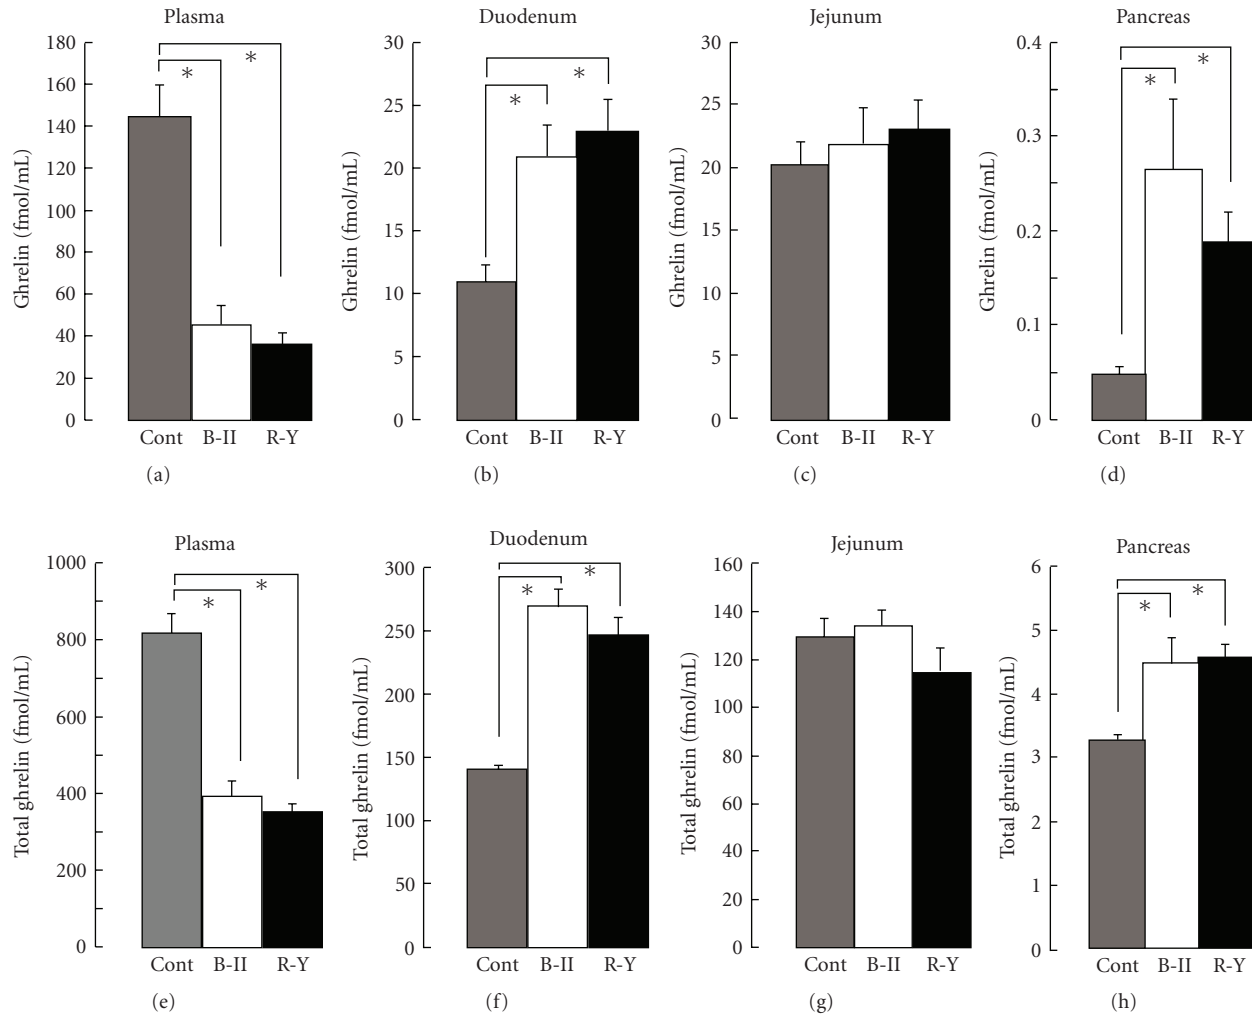 Plasma
Ghrelin (fmol/mL)
180
160
140
120
100
80
60
40
20
0
*
*
Cont B-II R-Y
(a)
Duodenum
Ghrelin (fmol/mL)
30
25
20
15
10
5
0
*
*
Cont B-II R-Y
(b)
Jejunum
Ghrelin (fmol/mL)
30
25
20
15
10
5
0
Cont B-II R-Y
(c)
Pancreas
Ghrelin (fmol/mL)
0.4
0.3
0.2
0.1
0
*
*
Cont B-II R-Y
(d)
Plasma
Total ghrelin (fmol/mL)
1000
800
600
400
200
0
*
*
Cont B-II R-Y
(e)
Duodenum
Total ghrelin (fmol/mL)
300
250
200
150
100
50
0
*
*
Cont B-II R-Y
(f)
Jejunum
Total ghrelin (fmol/mL)
160
140
120
100
80
60
40
20
0
Cont B-II R-Y
(g)
Pancreas
Total ghrelin (fmol/mL)
6
5
4
3
2
1
0
*
*
Cont B-II R-Y
(h)